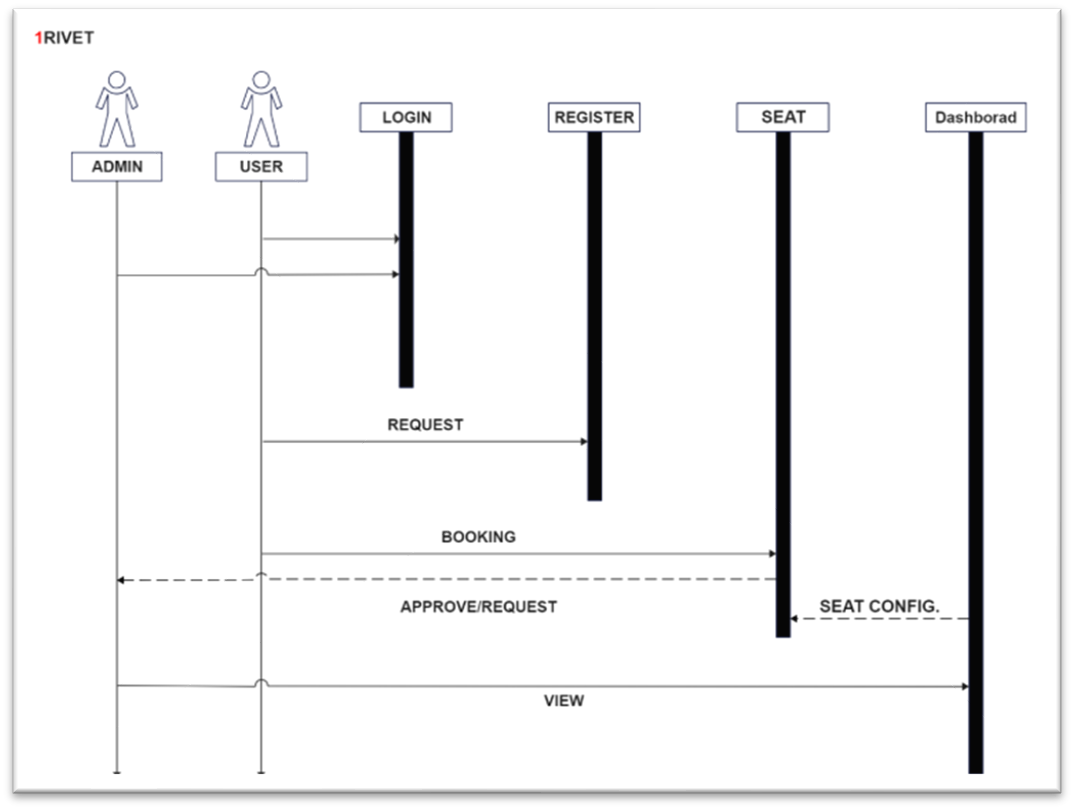 1RIVET
ADMIN
USER
LOGIN
REGISTER
SEAT
Dashborad
REQUEST
BOOKING
APPROVE/REQUEST
SEAT CONFIG.
VIEW